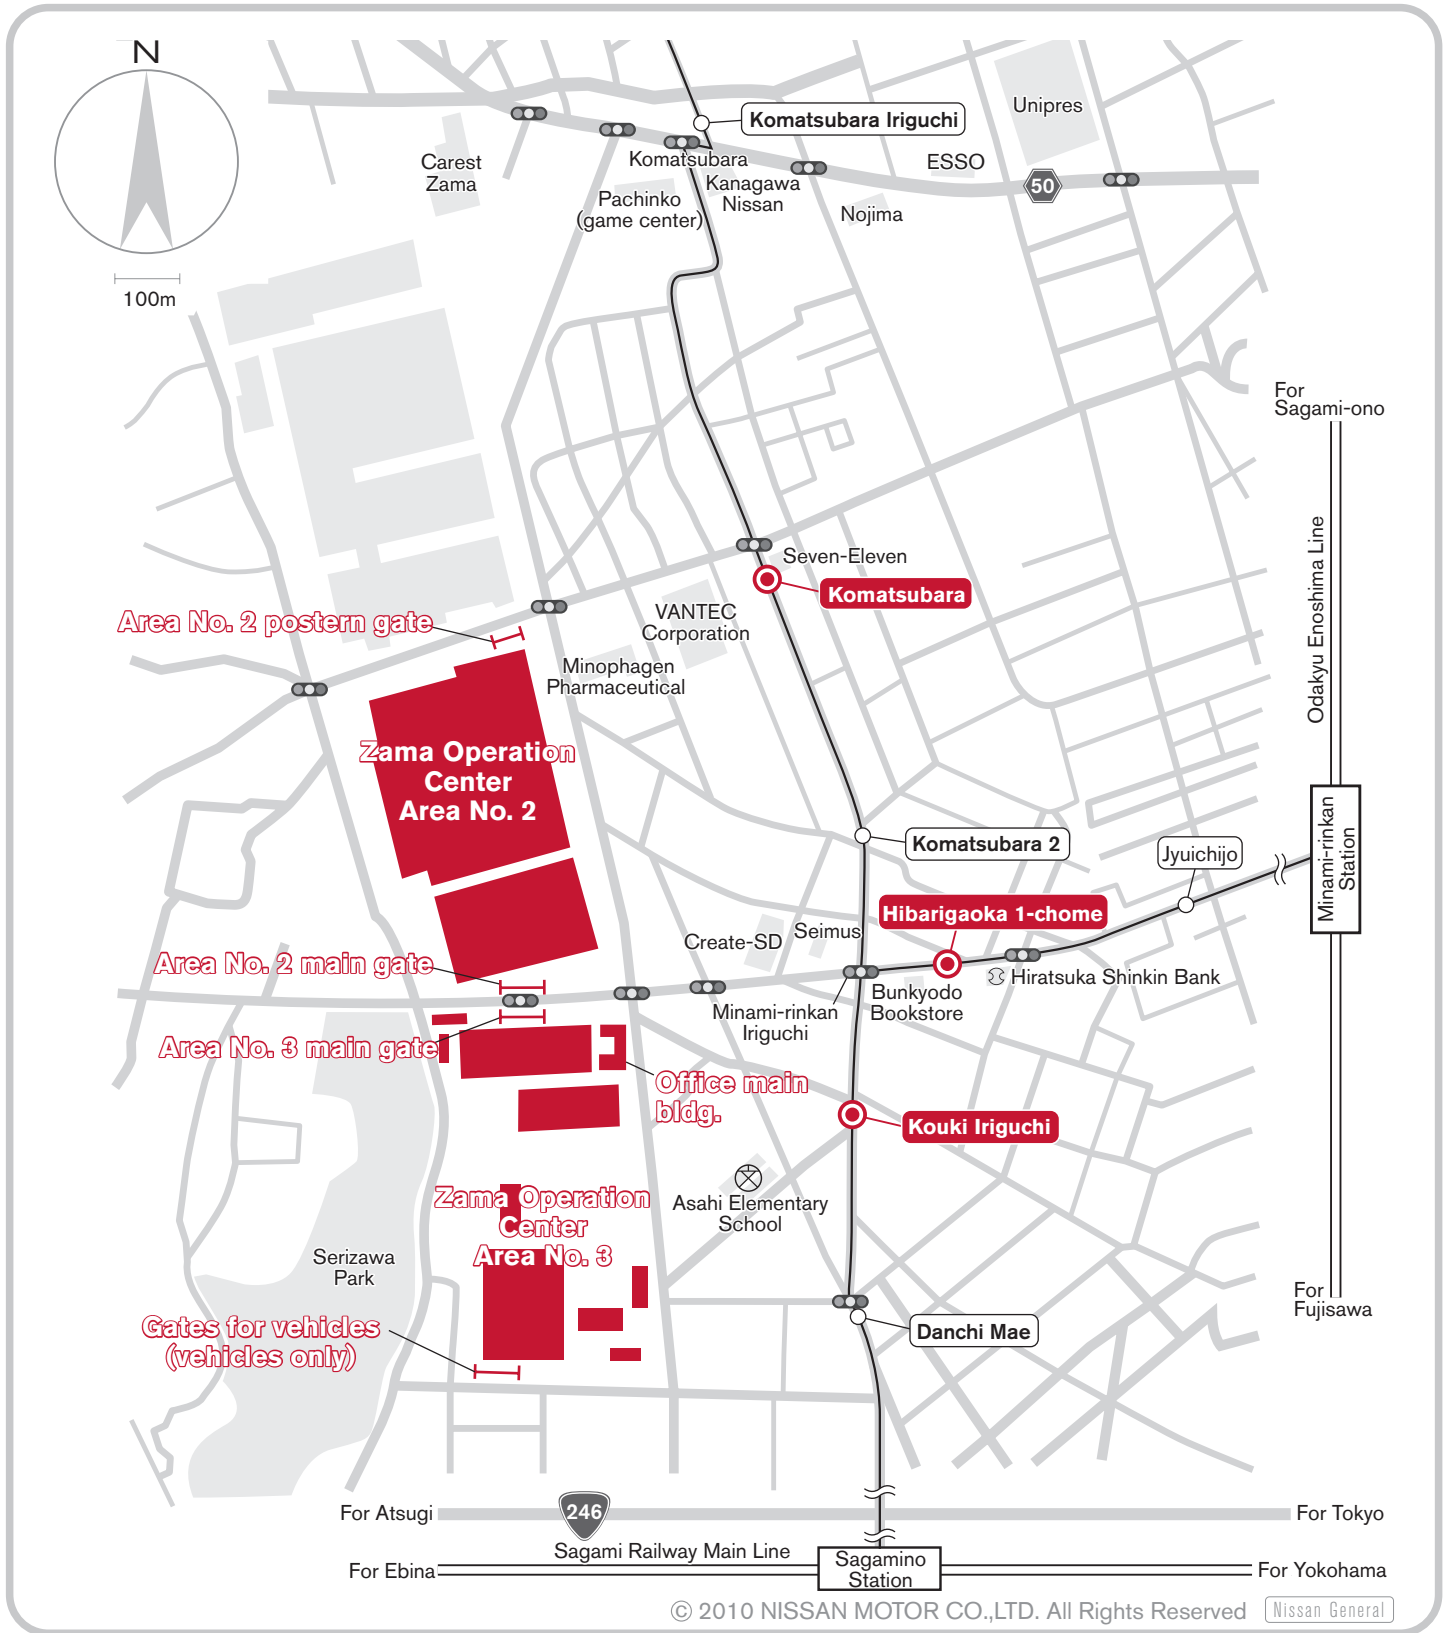 N
100m
Carest
Zama
Komatsubara Iriguchi
Komatsubara
Kanagawa
Nissan
Pachinko
(game center)
Nojima
ESSO
Unipres
50
For
Sagami-ono
Odakyu Enoshima Line
Seven-Eleven
Komatsubara
VANTEC
Corporation
Minophagen
Pharmaceutical
Area No. 2 postern gate
Zama Operation
Center
Area No. 2
Komatsubara 2
Jyuichijo
Minami-rinkan
Station
Hibarigaoka 1-chome
Seimus
Create-SD
Area No. 2 main gate
Hiratsuka Shinkin Bank
Bunkyodo
Bookstore
Minami-rinkan
Iriguchi
Area No. 3 main gate
Office main
bldg.
Kouki Iriguchi
Asahi Elementary
School
Zama Operation
Center
Area No. 3
Serizawa
Park
Gates for vehicles
(vehicles only)
Danchi Mae
For
Fujisawa
For Atsugi
246
For Tokyo
Sagami Railway Main Line
For Ebina
Sagamino
Station
For Yokohama
© 2010 NISSAN MOTOR CO.,LTD. All Rights Reserved
Nissan General